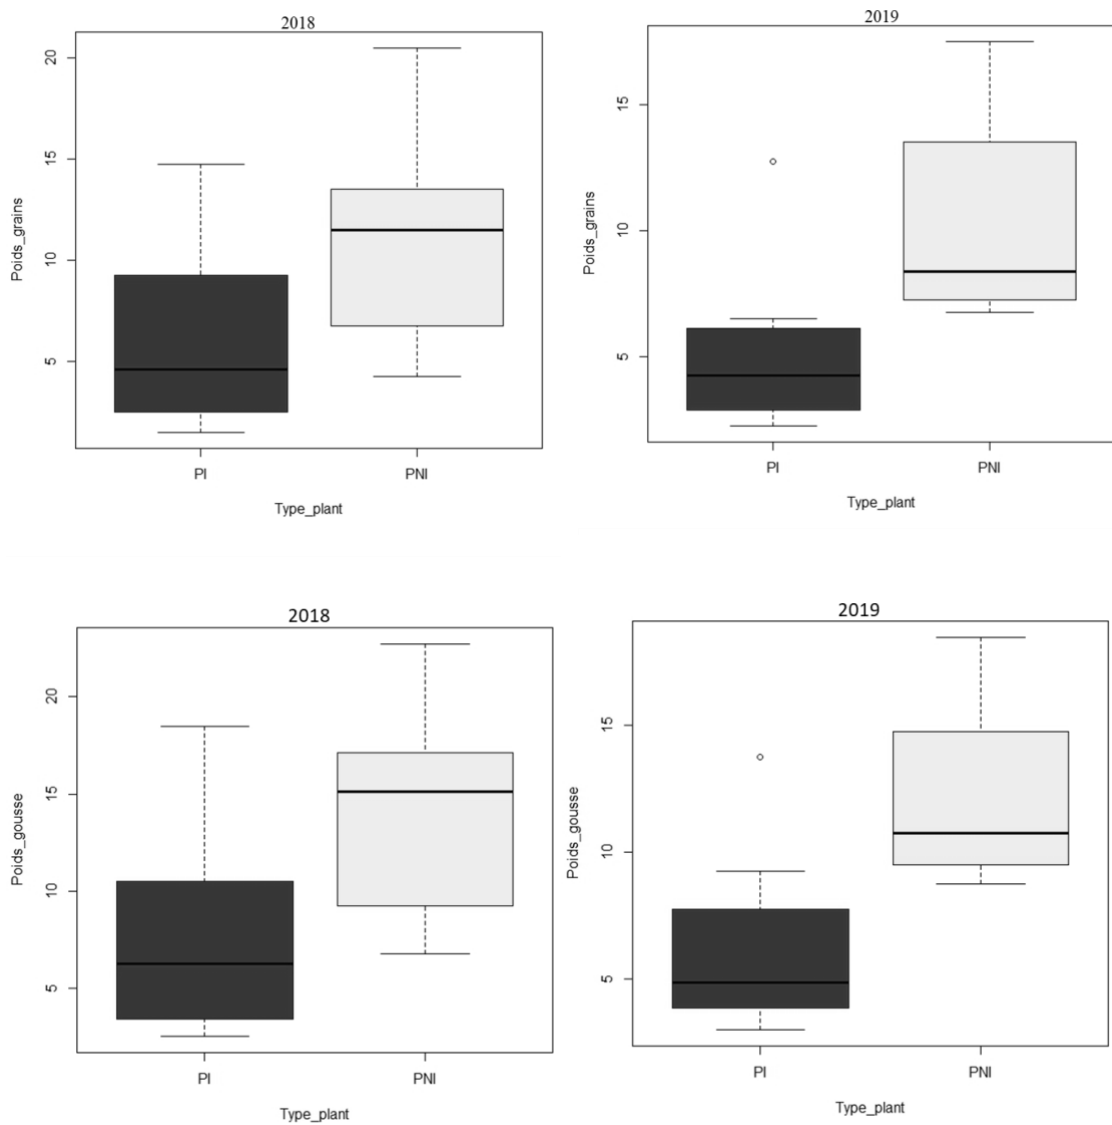 2018
20
15
10
5
Poids_grains
PI PNI
Type_plant
2019
15
10
5
Poids_grains
PI PNI
Type_plant
2018
20
15
10
5
Poids_gousse
PI PNI
Type_plant
2019
15
10
5
Poids_gousse
PI PNI
Type_plant